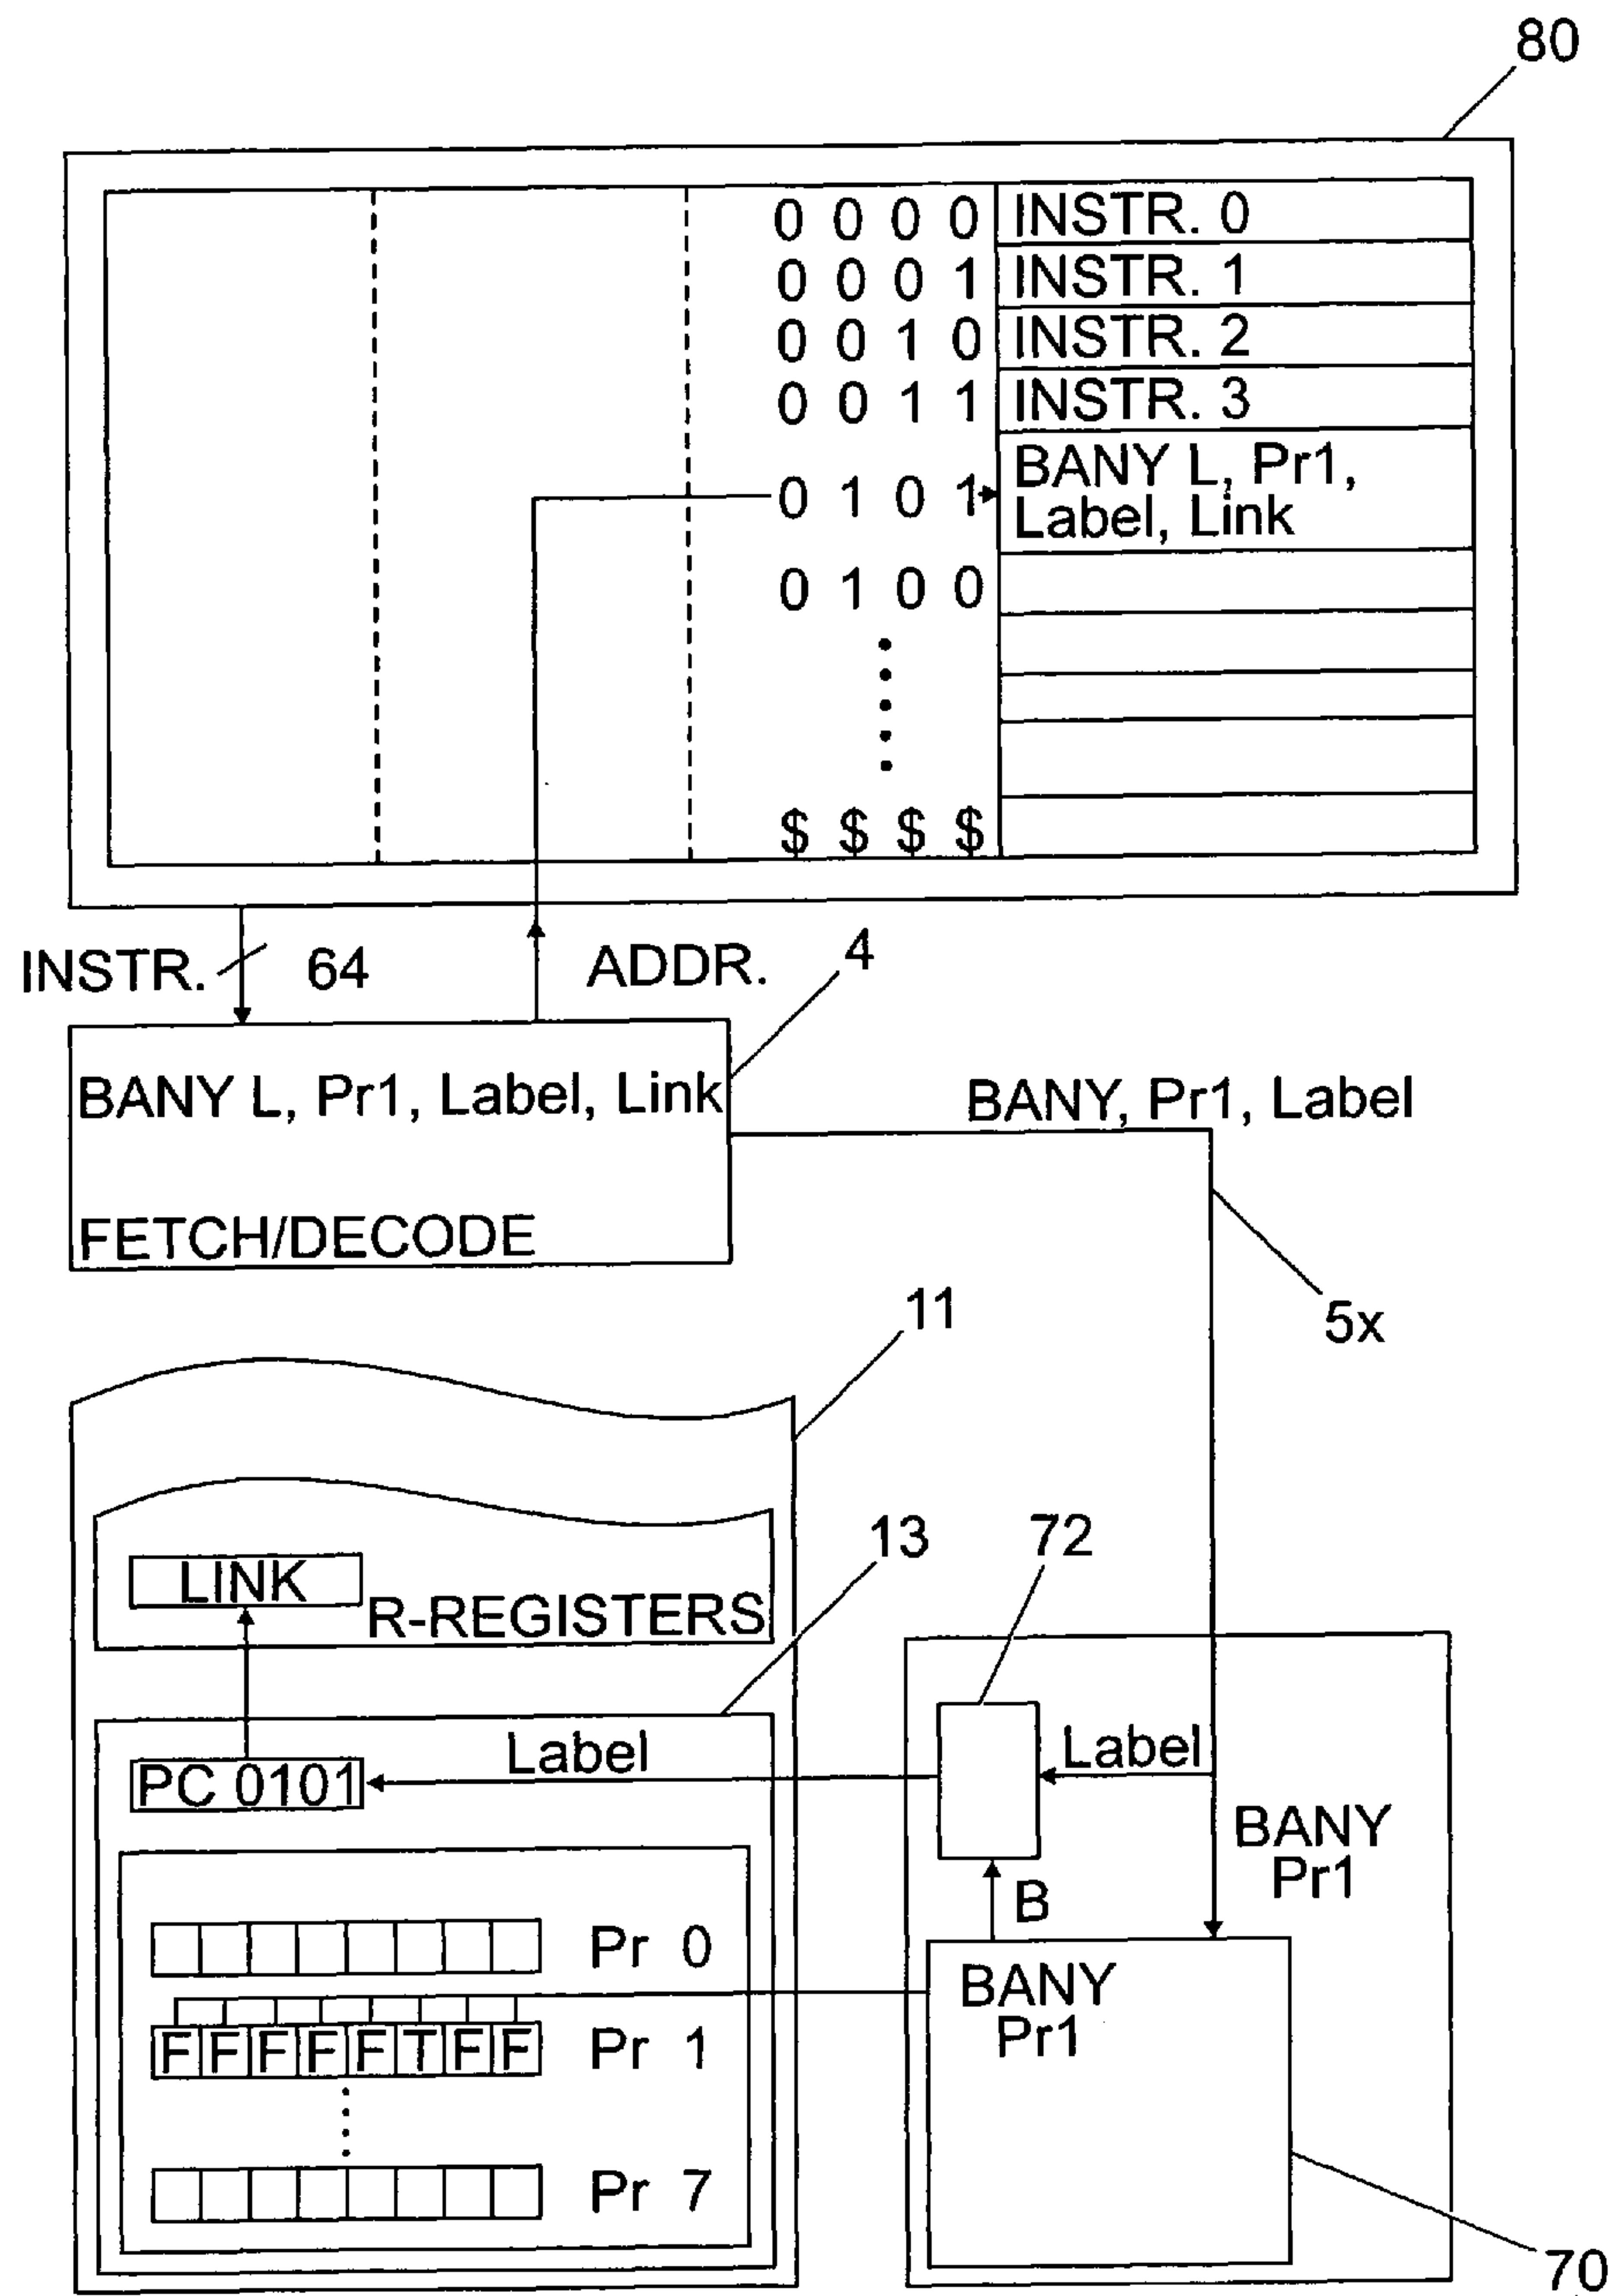 80
0 0 0 0 INSTR. 0
0 0 0 1 INSTR. 1
0 0 1 0 INSTR. 2
0 0 1 1 INSTR. 3
0 1 0 1 BANY L, Pr1,
Label, Link
0 1 0 0
$ $ $ $
INSTR. 64 ADDR. 4
BANY L, Pr1, Label, Link
BANY, Pr1, Label
FETCH/DECODE
5x
11
13
72
LINK
R-REGISTERS
Label
Label
PC 0101
BANY
Pr1
B
Pr 0
BANY
Pr1
F F F F F T F F Pr 1
Pr 7
70